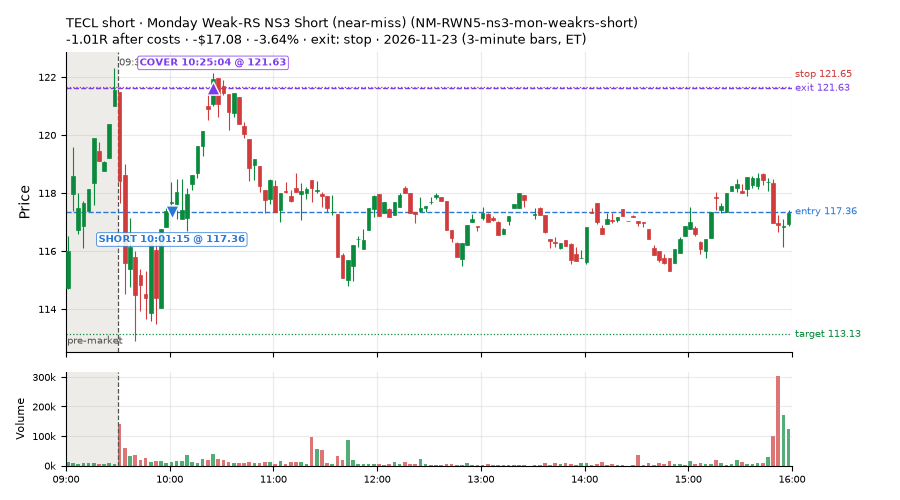 TECL short · Monday Weak-RS NS3 Short (near-miss) (NM-RWN5-ns3-mon-weakrs-short)
-1.01R after costs · -$17.08 · -3.64% · exit: stop · 2026-11-23 (3-minute bars, ET)
COVER 10:25:04 @ 121.63
SHORT 10:01:15 @ 117.36
pre-market
stop 121.65
exit 121.63
entry 117.36
target 113.13
Price
122
120
118
116
114
Volume
300k
200k
100k
0k
09:00
10:00
11:00
12:00
13:00
14:00
15:00
16:00